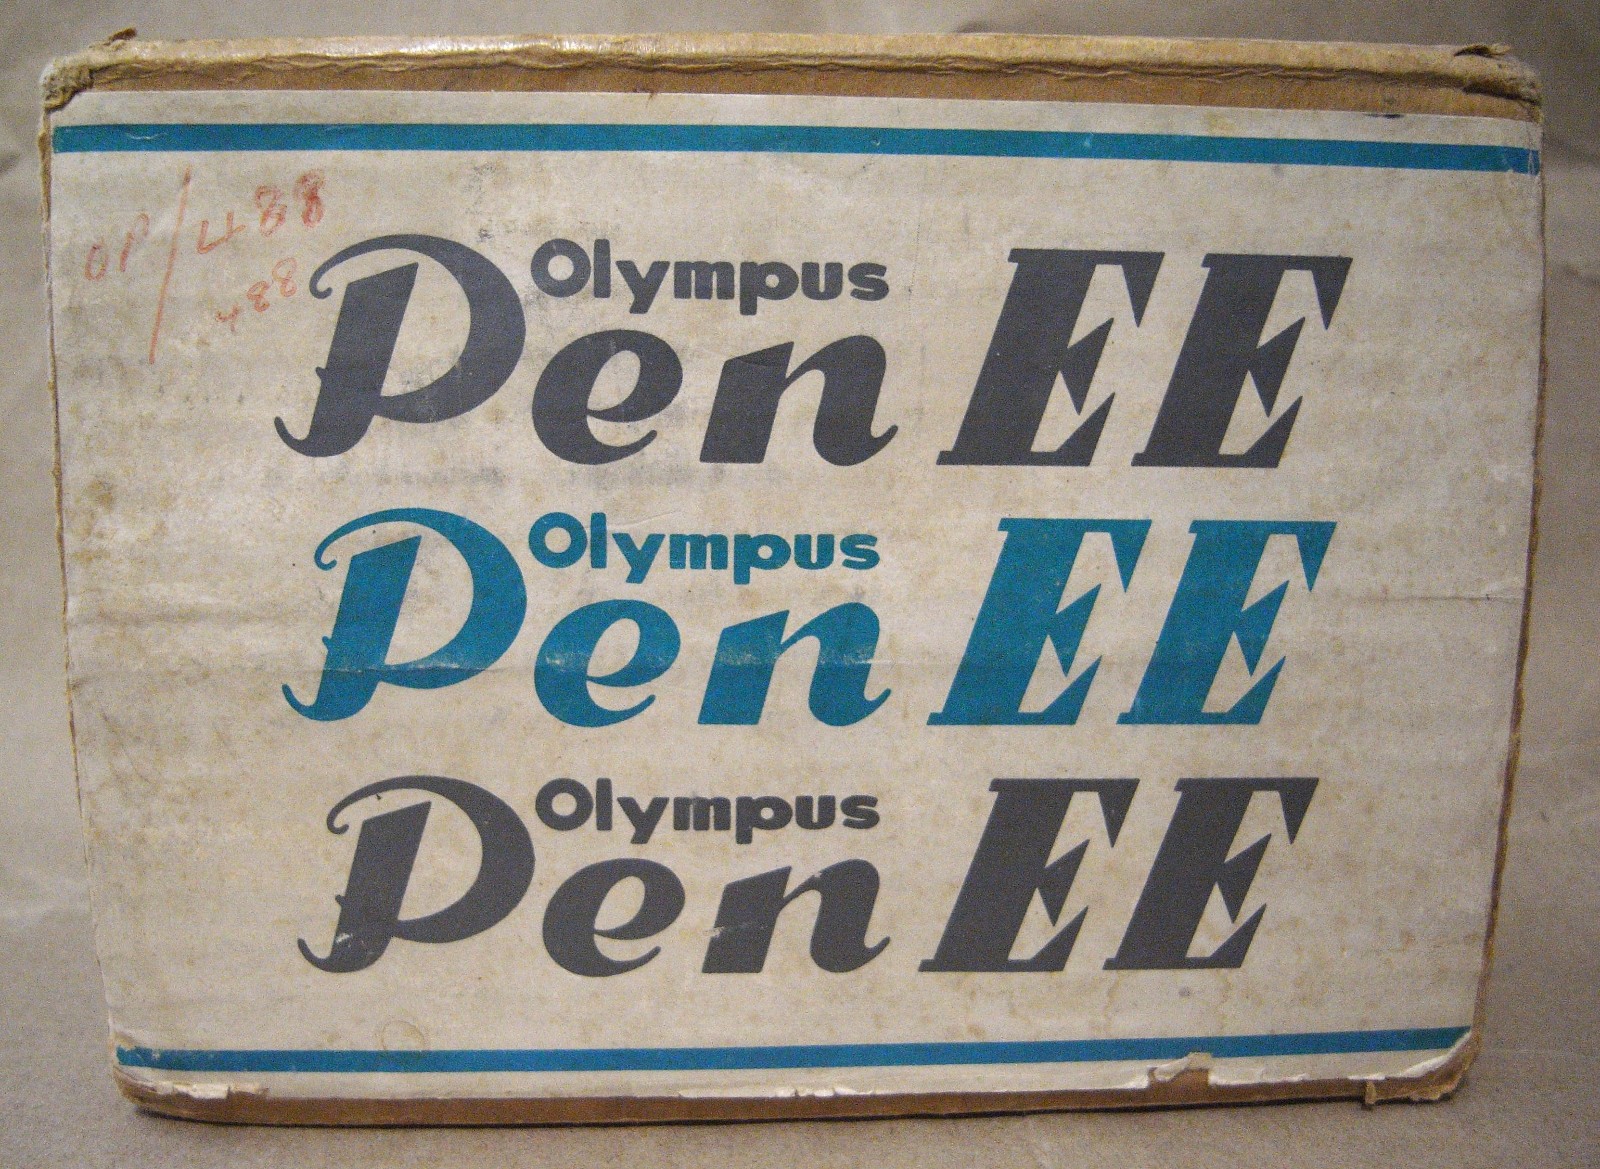 OP/488
488
Olympus
Pen EE
Olympus
Pen EE
Olympus
Pen EE